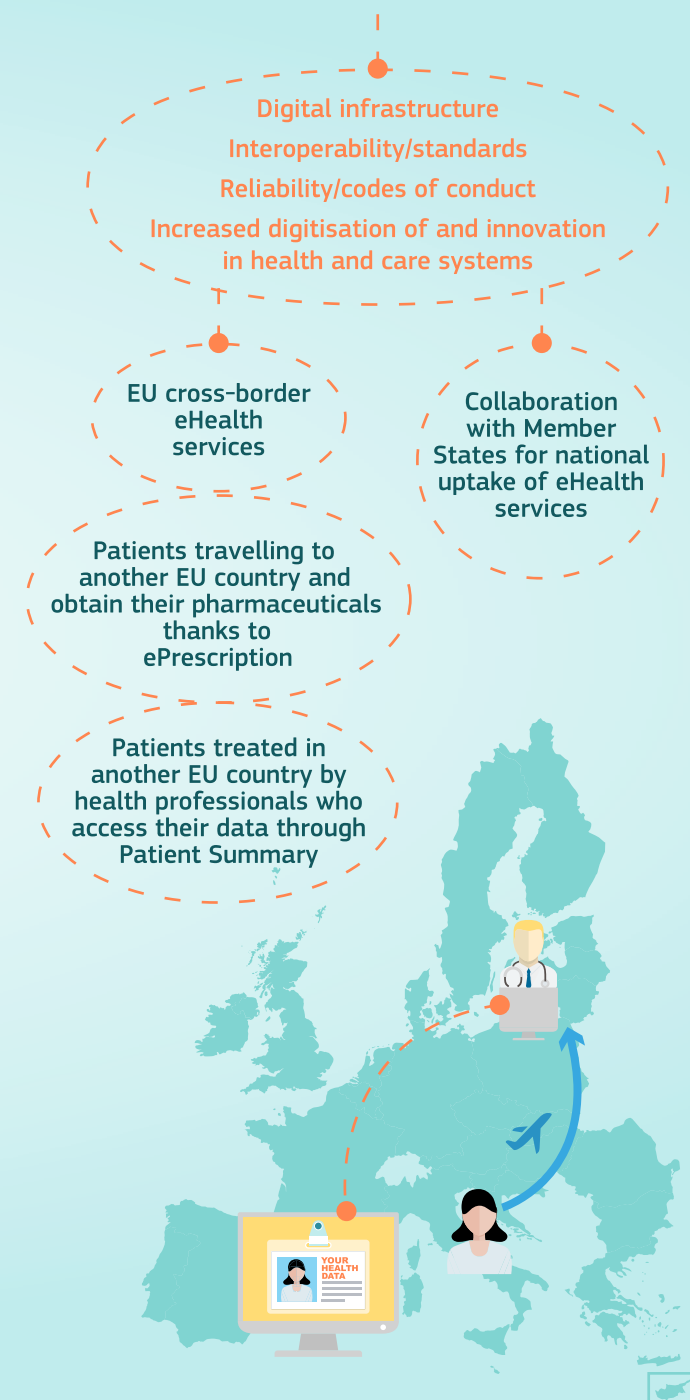 Digital infrastructure
Interoperability/standards
Reliability/codes of conduct
Increased digitisation of and innovation
in health and care systems
EU cross-border
eHealth
services
Collaboration
with Member
States for national
uptake of eHealth
services
Patients travelling to
another EU country and
obtain their pharmaceuticals
thanks to
ePrescription
Patients treated in
another EU country by
health professionals who
access their data through
Patient Summary
YOUR
HEALTH
DATA